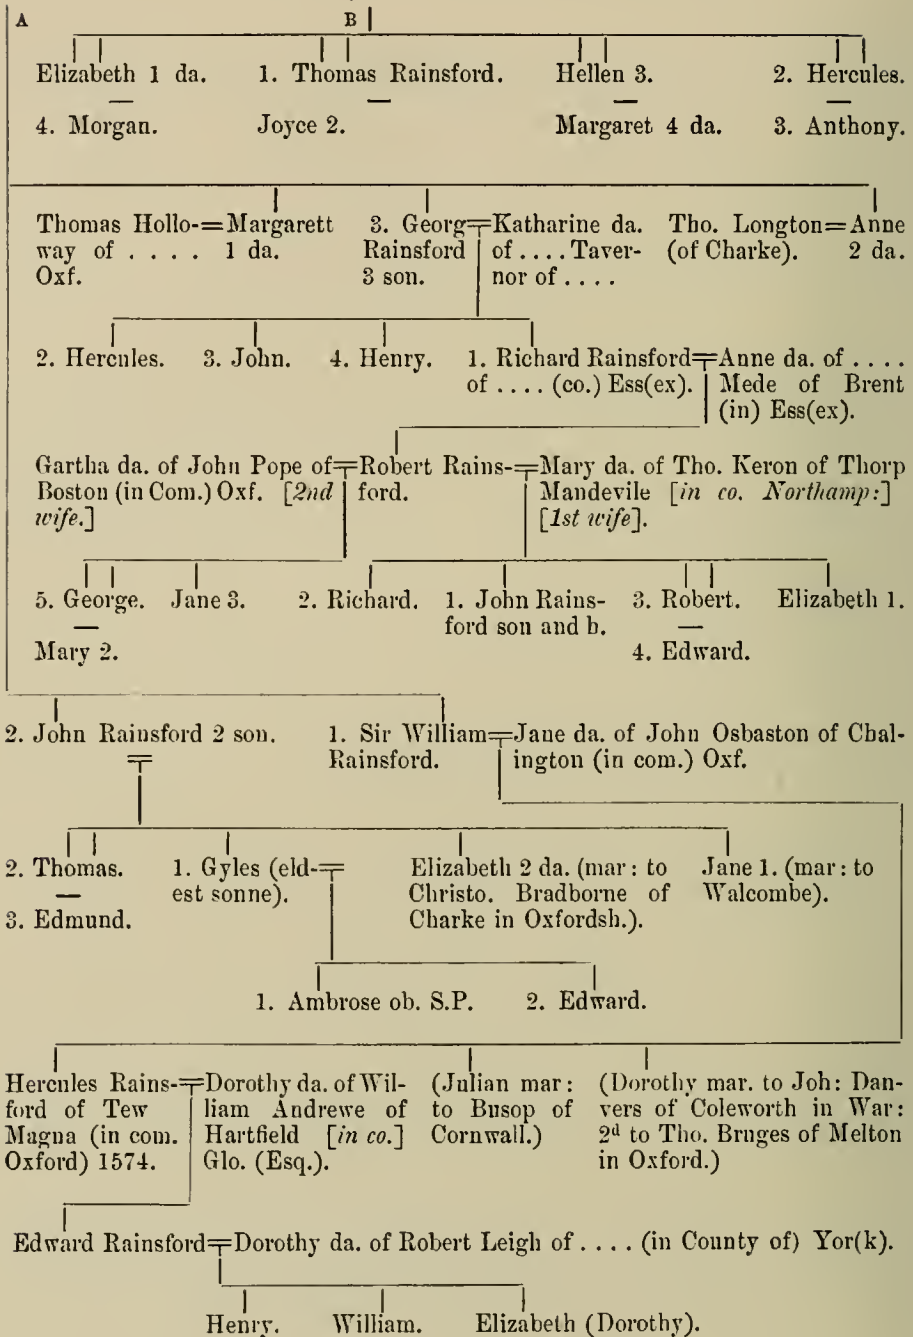 A B
Elizabeth 1 da. 1. Thomas Rainsford. Hellen 3. 2. Hercules.
4. Morgan. Joyce 2. Margaret 4 da. 3. Anthony.
Thomas Hollo-=Margarett 3. Georg=Katharine da. Tho. Longton=Anne
way of . . . . 1 da. Rainsford of . . . . Taver- (of Charke). 2 da.
Oxf. 3 son. nor of . . . .
2. Hercules. 3. John. 4. Henry. 1. Richard Rainsford=Anne da. of . . . .
of . . . . (co.) Ess(ex). Mede of Brent
(in) Ess(ex).
Gartha da. of John Pope of=Robert Rains-=Mary da. of Tho. Keron of Thorp
Boston (in Com.) Oxf. [2nd ford. Mandevile [in co. Northamp:]
wife.] [1st wife].
5. George. Jane 3. 2. Richard. 1. John Rains- 3. Robert. Elizabeth 1.
ford son and h.
Mary 2. 4. Edward.
2. John Rainsford 2 son. 1. Sir William=Jane da. of John Osbaston of Chal-
Rainsford. ington (in com.) Oxf.
2. Thomas. 1. Gyles (eld-= Elizabeth 2 da. (mar: to Jane 1. (mar: to
est sonne). Christo. Bradborne of Walcombe).
3. Edmund. Charke in Oxfordsh.).
1. Ambrose ob. S.P. 2. Edward.
Hercules Rains-=Dorothy da. of Wil- (Julian mar: (Dorothy mar. to Joh: Dan-
ford of Tew liam Andrewe of to Busop of vers of Coleworth in War:
Magna (in com. Hartfield [in co.] Cornwall.) 2d to Tho. Bruges of Melton
Oxford) 1574. Glo. (Esq.). in Oxford.)
Edward Rainsford=Dorothy da. of Robert Leigh of . . . . (in County of) Yor(k).
Henry. William. Elizabeth (Dorothy).